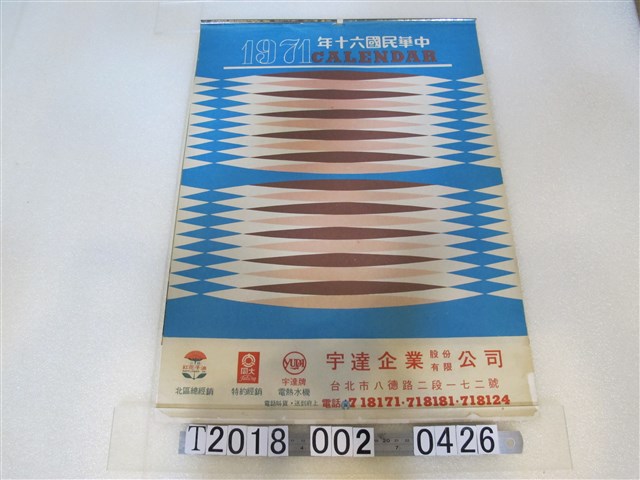 年十六國民華中
1971 CALENDAR
宇達企業股份有限公司
北區總經銷
特約經銷
宇達牌
電熱水機
台北市八德路二段一七二號
電話：718171·718181·718124
T2018 002 0426